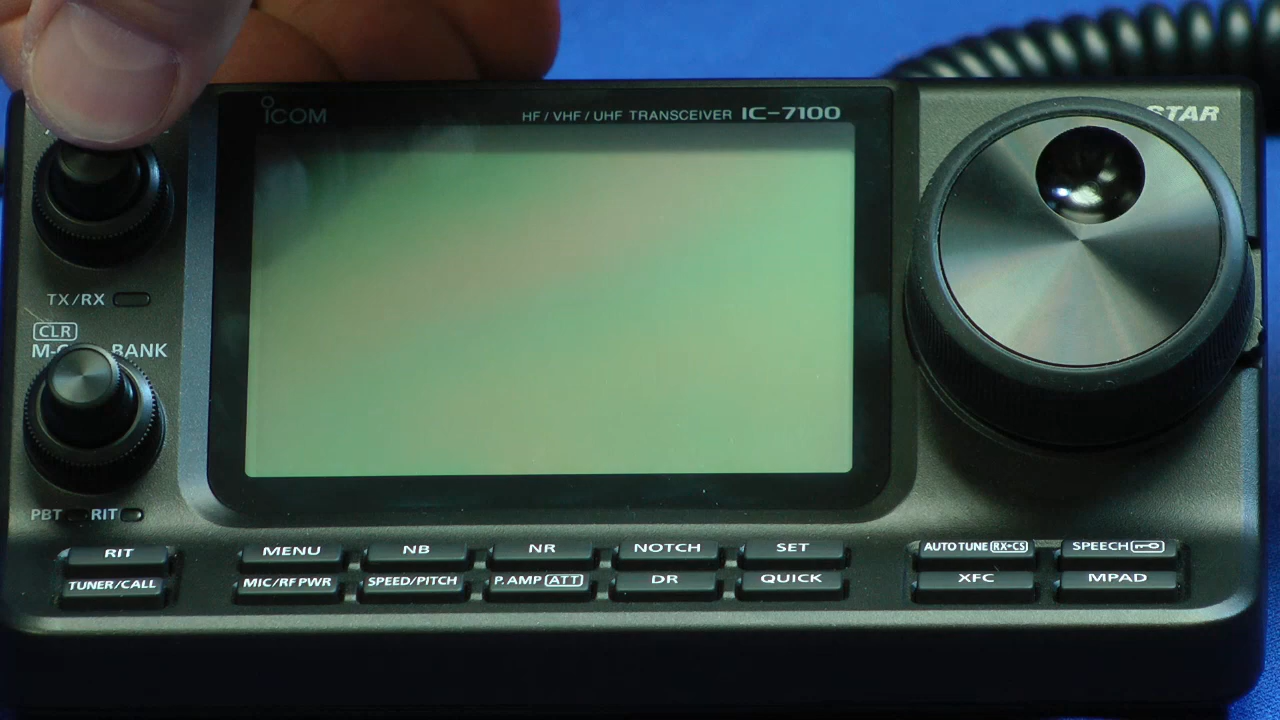 ICOM
HF/VHF/UHF TRANSCEIVER IC-7100
STAR
TX/RX
CLR
BANK
PBT RIT
RIT
TUNER/CALL
MENU NB NR NOTCH SET
MIC/RF PWR SPEED/PITCH P.AMP ATT DR QUICK
AUTO TUNE RX→CS SPEECH
XFC MPAD